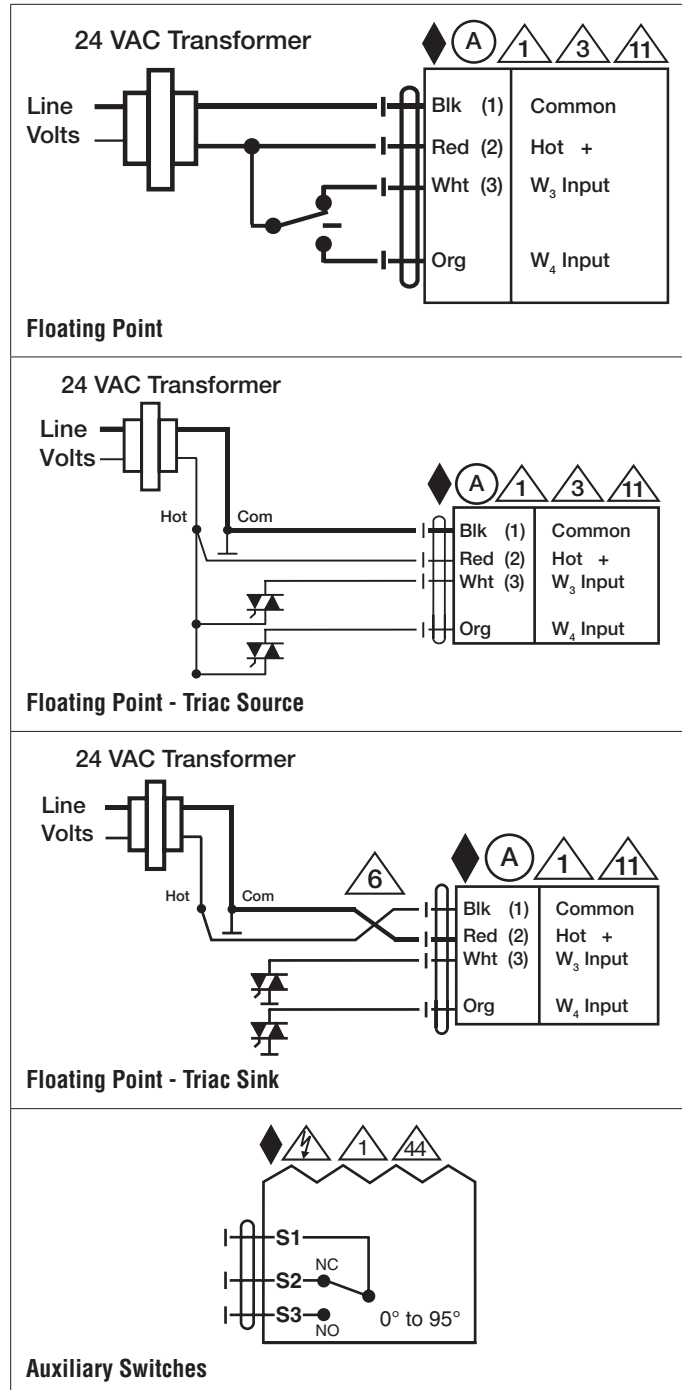 24 VAC Transformer
A 1 3 11
Line
Volts
Blk (1) Common
Red (2) Hot +
Wht (3) W3 Input
Org W4 Input
Floating Point
24 VAC Transformer
Line
Volts
A 1 3 11
Hot Com
Blk (1) Common
Red (2) Hot +
Wht (3) W3 Input
Org W4 Input
Floating Point - Triac Source
24 VAC Transformer
Line
Volts
A 1 11
6
Hot Com
Blk (1) Common
Red (2) Hot +
Wht (3) W3 Input
Org W4 Input
Floating Point - Triac Sink
1 44
S1
S2 NC
S3 NO 0° to 95°
Auxiliary Switches